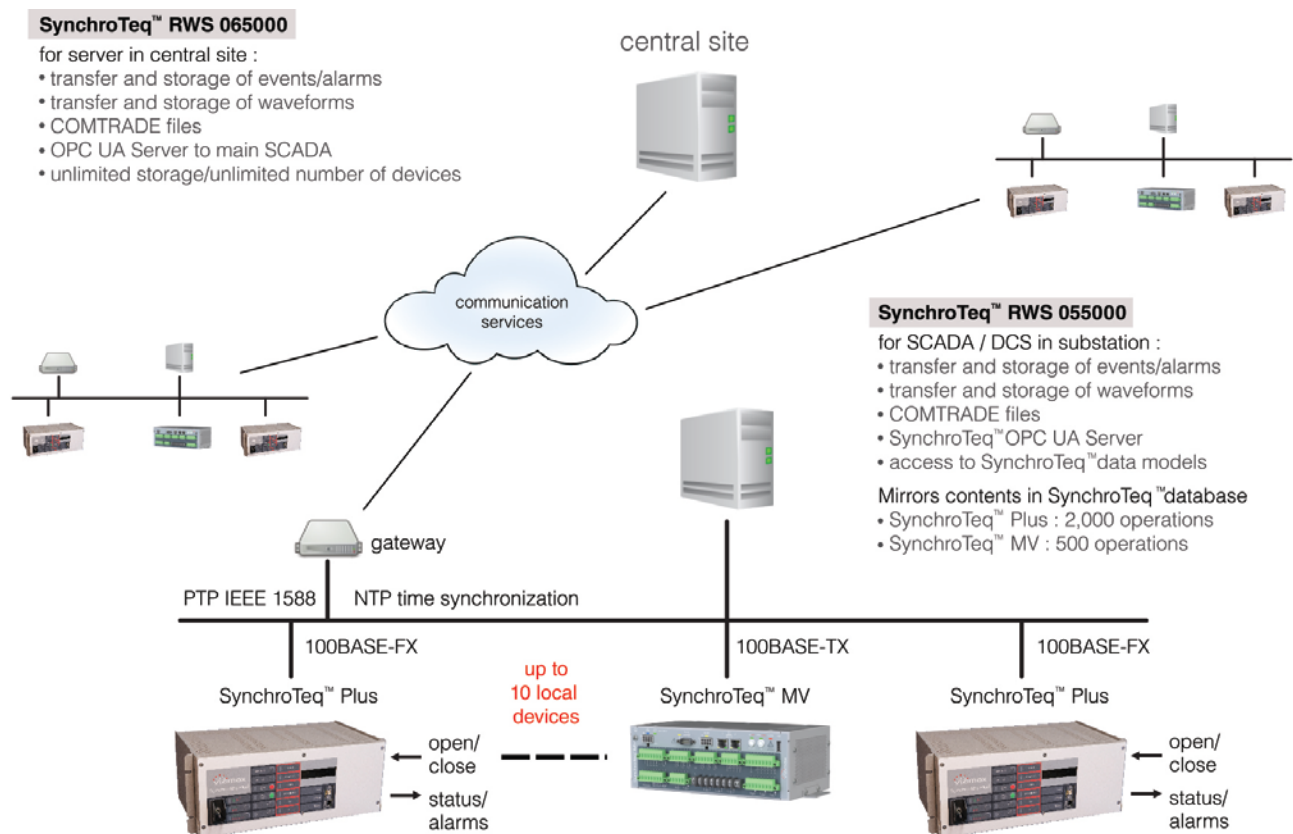 SynchroTeq™ RWS 065000
for server in central site :
• transfer and storage of events/alarms
• transfer and storage of waveforms
• COMTRADE files
• OPC UA Server to main SCADA
• unlimited storage/unlimited number of devices
central site
communication
services
SynchroTeq™ RWS 055000
for SCADA / DCS in substation :
• transfer and storage of events/alarms
• transfer and storage of waveforms
• COMTRADE files
• SynchroTeq™OPC UA Server
• access to SynchroTeq™data models
Mirrors contents in SynchroTeq™database
• SynchroTeq™ Plus : 2,000 operations
• SynchroTeq™ MV : 500 operations
gateway
PTP IEEE 1588
NTP time synchronization
100BASE-FX
100BASE-TX
100BASE-FX
SynchroTeq™ Plus
up to
10 local
devices
SynchroTeq™ MV
SynchroTeq™ Plus
open/
close
status/
alarms
open/
close
status/
alarms